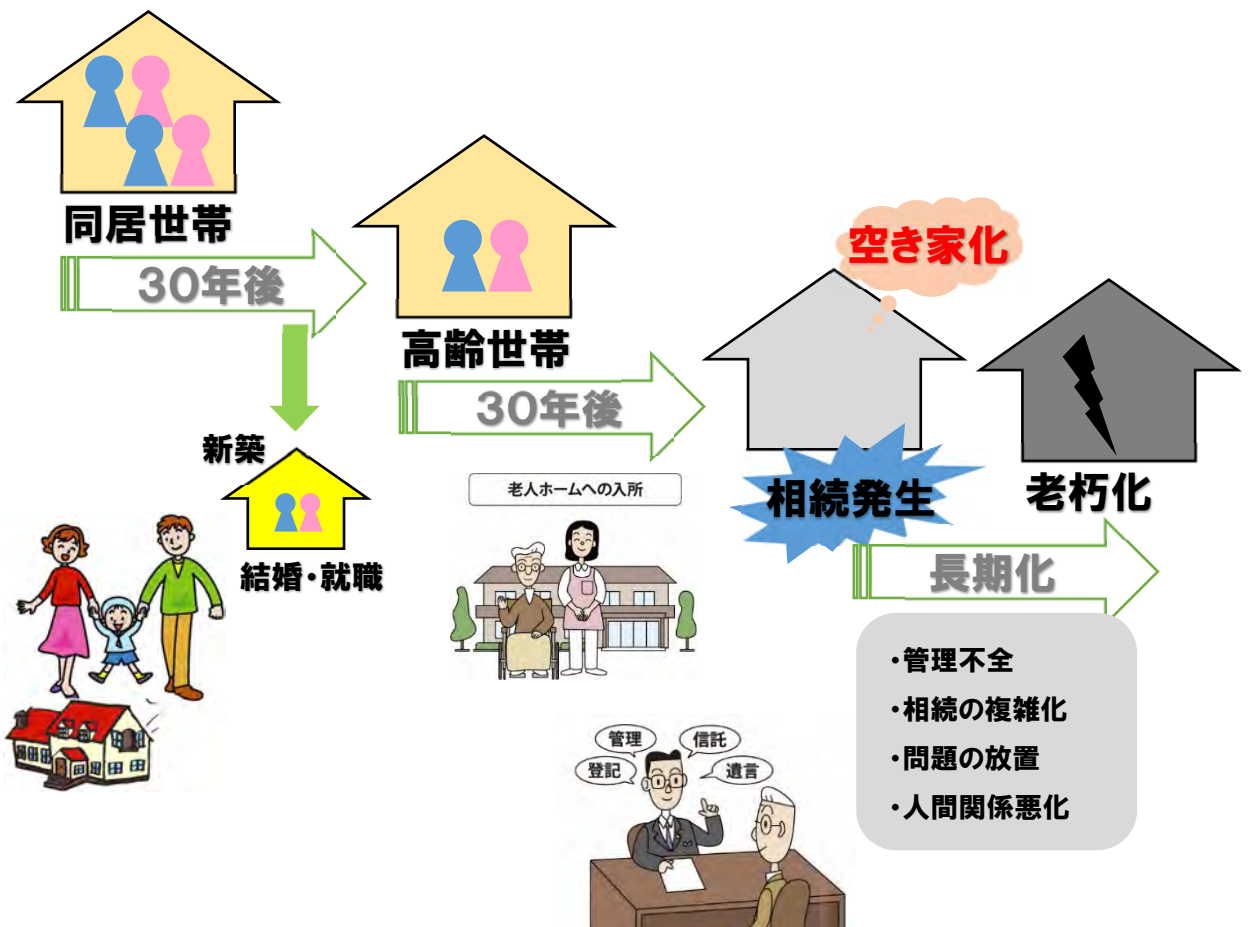 同居世帯
30年後
高齢世帯
30年後
新築
結婚・就職
老人ホームへの入所
空き家化
相続発生
老朽化
長期化
・管理不全
・相続の複雑化
・問題の放置
・人間関係悪化
管理
信託
登記
遺言